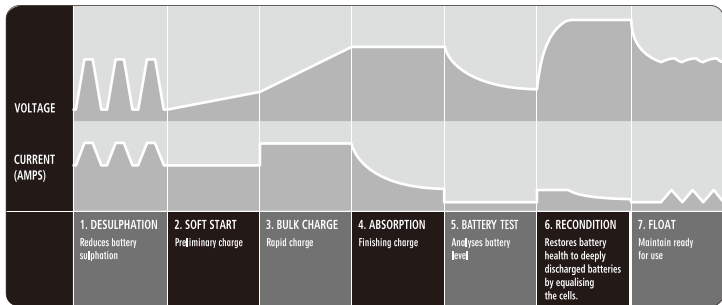 VOLTAGE
CURRENT
(AMPS)
1. DESULPHATION
Reduces battery
sulphation
2. SOFT START
Preliminary charge
3. BULK CHARGE
Rapid charge
4. ABSORPTION
Finishing charge
5. BATTERY TEST
Analyses battery
level
6. RECONDITION
Restores battery
health to deeply
discharged batteries
by equalising
the cells.
7. FLOAT
Maintain ready
for use